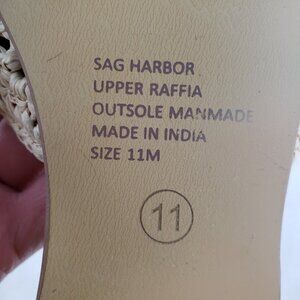 SAG HARBOR
UPPER RAFFIA
OUTSOLE MANMADE
MADE IN INDIA
SIZE 11M
11